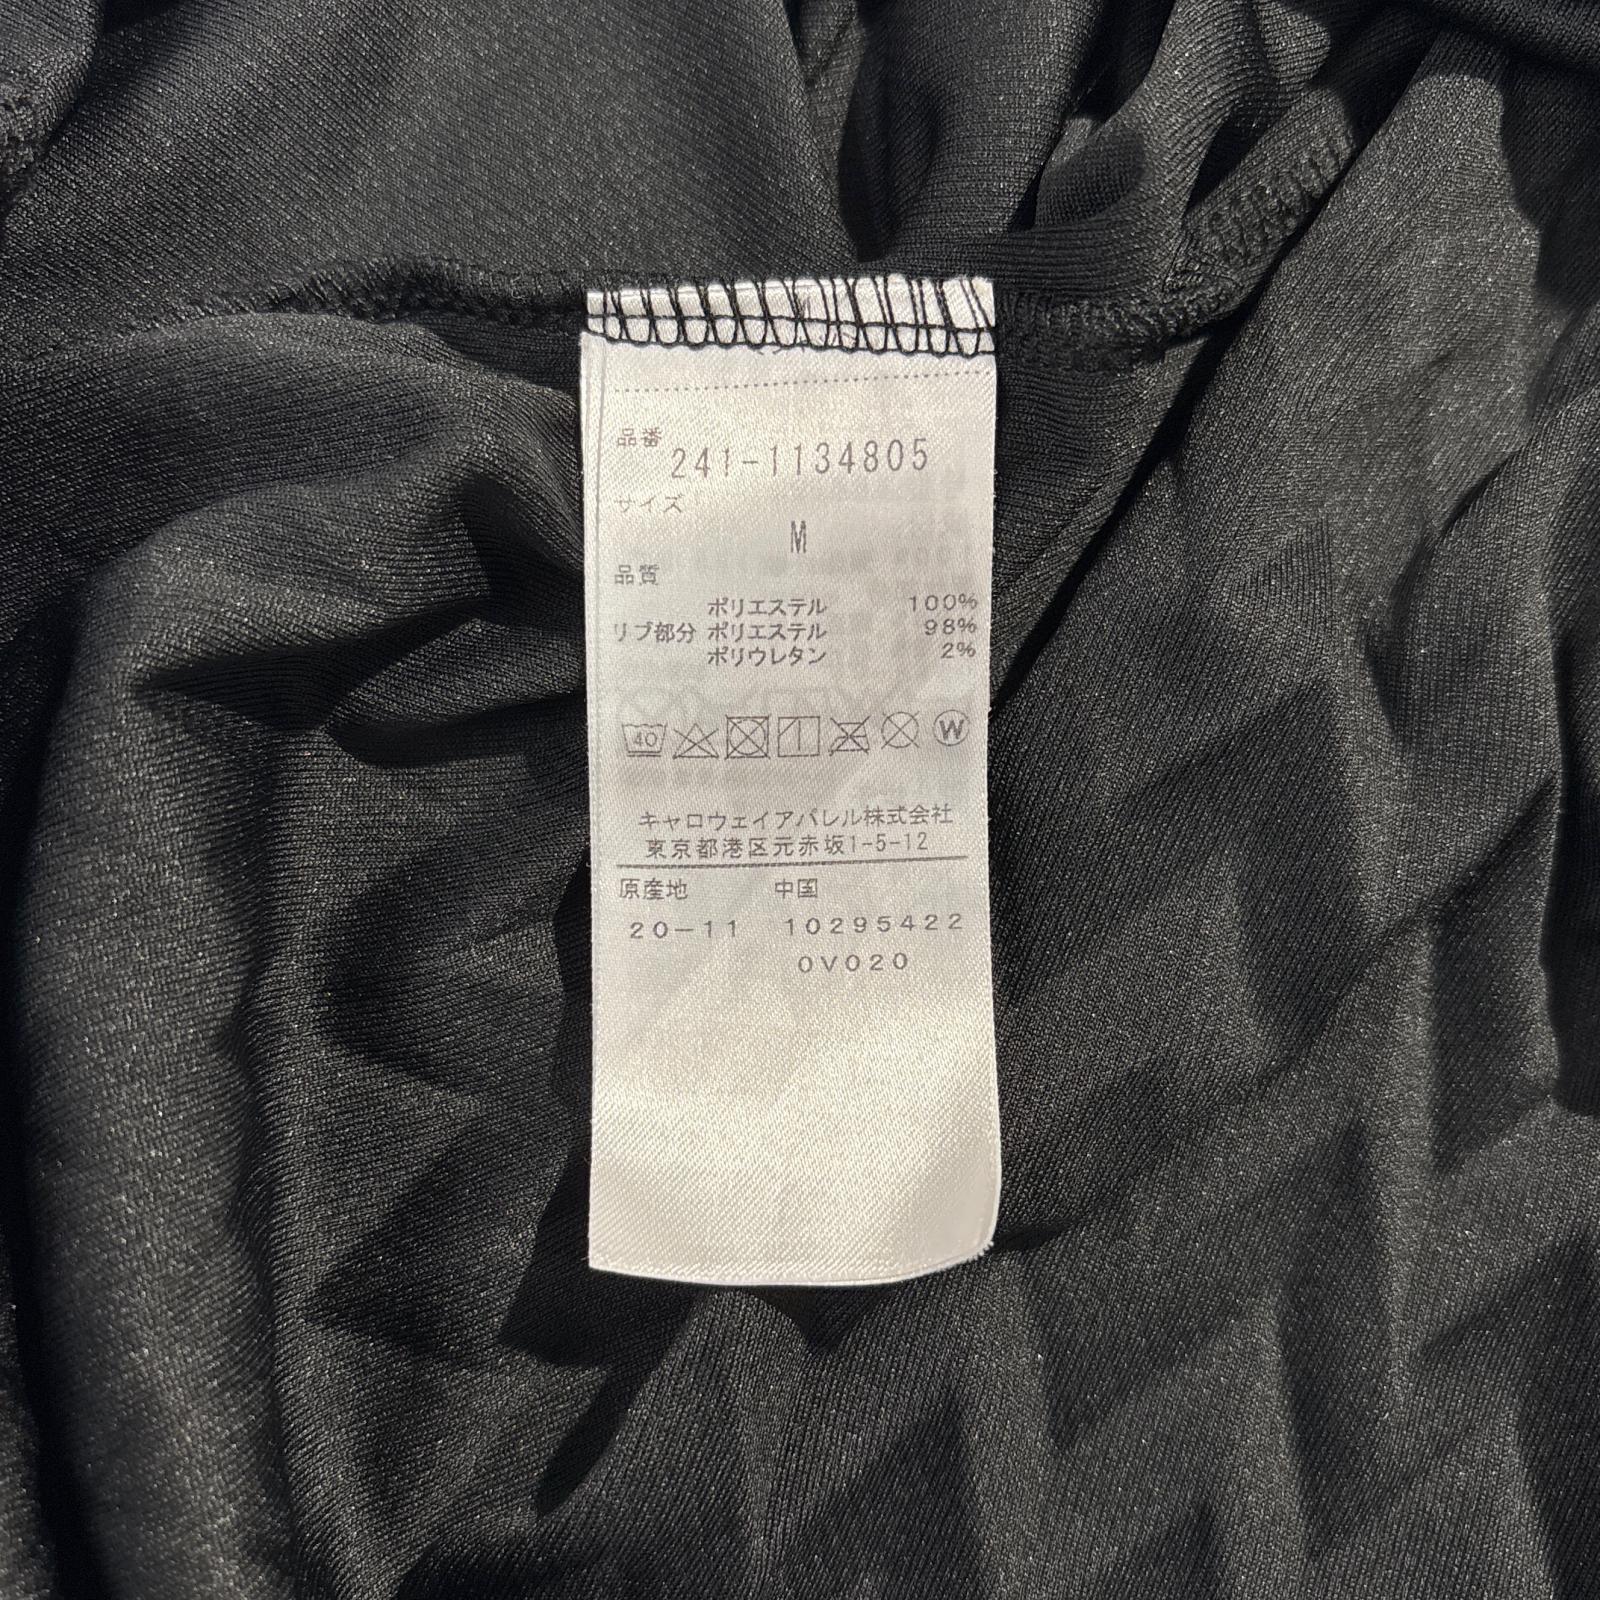 品番 241-1134805
サイズ
M
品質
ポリエステル 100%
リブ部分 ポリエステル 98%
ポリウレタン 2%
40 W
キャロウェイアパレル株式会社
東京都港区元赤坂1-5-12
原産地 中国
20-11 10295422
0V020